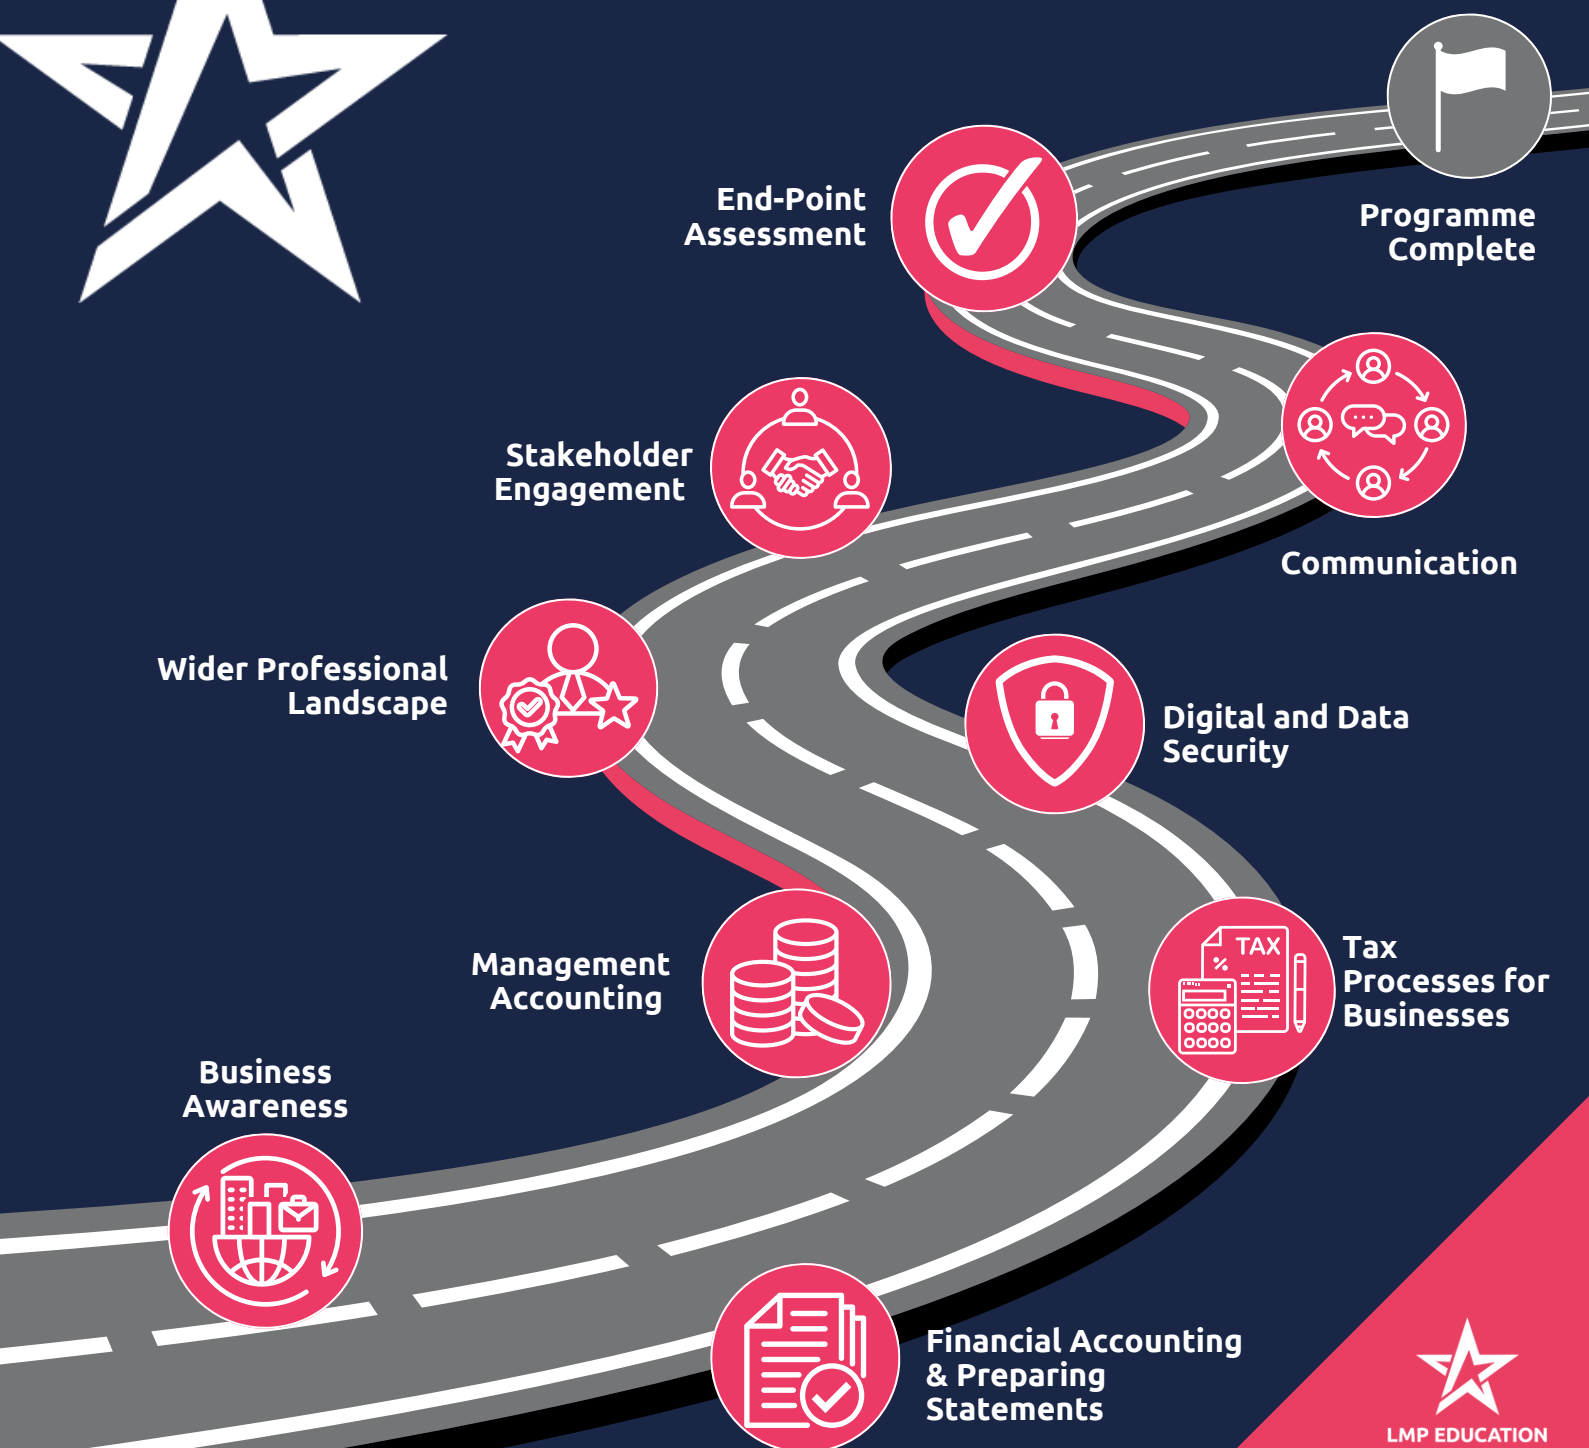 Programme
Complete
End-Point
Assessment
Stakeholder
Engagement
Communication
Wider Professional
Landscape
Digital and Data
Security
Management
Accounting
TAX
%
Tax
Processes for
Businesses
Business
Awareness
Financial Accounting
& Preparing
Statements
LMP EDUCATION